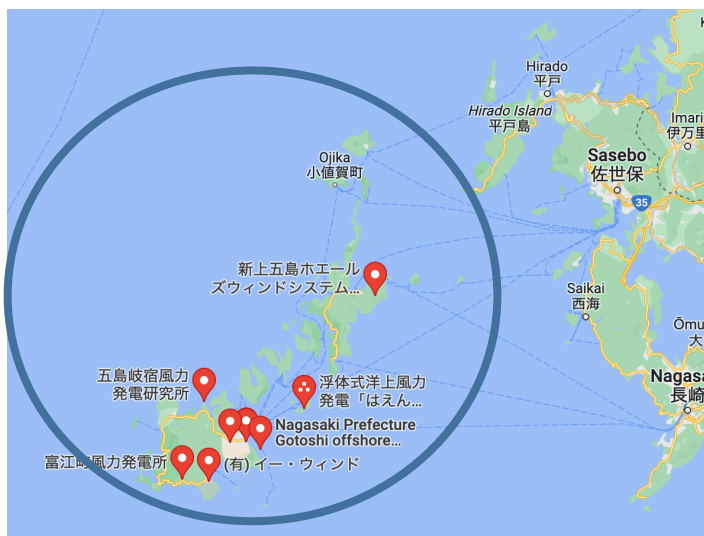 Hirado
平戸
Hirado Island
平戸島
Imari
伊万里
Sasebo
佐世保
35
Ojika
小値賀町
新上五島ホエール
ズウィンドシステム...
Saikai
西海
Ōmu
大
五島岐宿風力
発電研究所
浮体式洋上風力
発電「はえん...
Nagasaki Prefecture
Gotoshi offshore...
Nagasa
長崎
富江町風力発電所
(有) イー・ウィンド